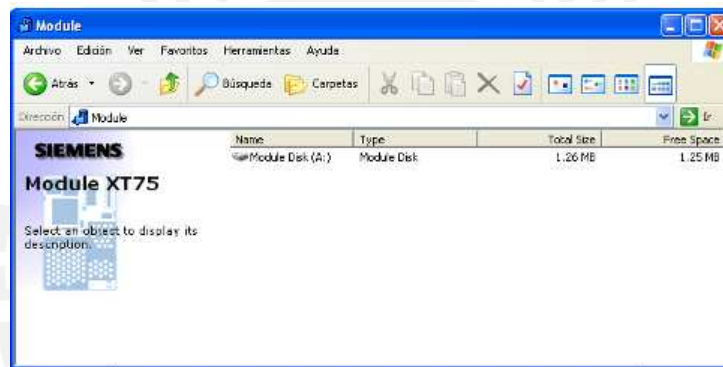 Module
Archivo Edición Ver Favoritos Herramientas Ayuda
Atrás Búsqueda Carpetas
Dirección Module Ir
SIEMENS
Module XT75
Select an object to display its
description.
Name Type Total Size Free Space
Module Disk (A:) Module Disk 1.26 MB 1.25 MB